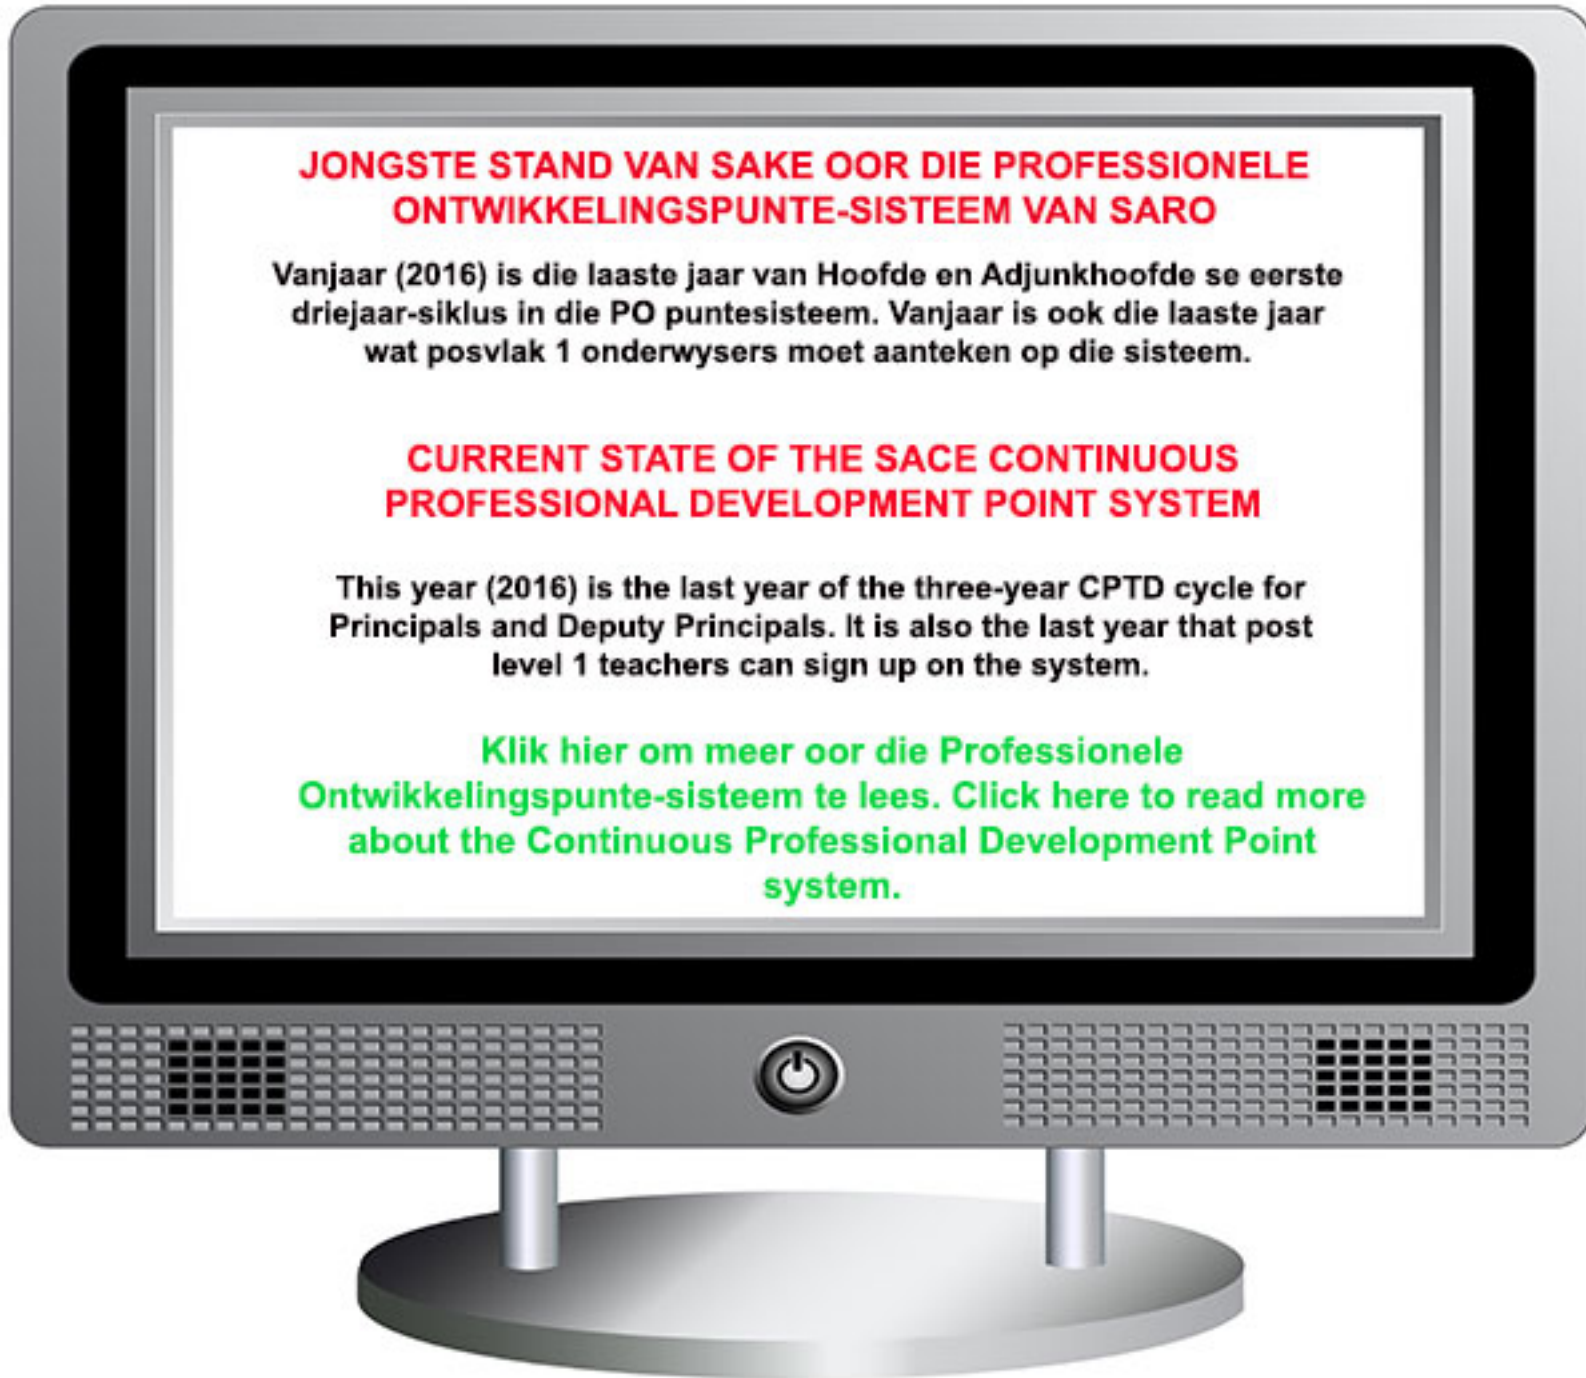 JONGSTE STAND VAN SAKE OOR DIE PROFESSIONELE
ONTWIKKELINGSPUNTE-SISTEEM VAN SARO
Vanjaar (2016) is die laaste jaar van Hoofde en Adjunkhoofde se eerste
driejaar-siklus in die PO puntesisteem. Vanjaar is ook die laaste jaar
wat posvlak 1 onderwysers moet aanteken op die sisteem.
CURRENT STATE OF THE SACE CONTINUOUS
PROFESSIONAL DEVELOPMENT POINT SYSTEM
This year (2016) is the last year of the three-year CPTD cycle for
Principals and Deputy Principals. It is also the last year that post
level 1 teachers can sign up on the system.
Klik hier om meer oor die Professionele
Ontwikkelingspunte-sisteem te lees. Click here to read more
about the Continuous Professional Development Point
system.